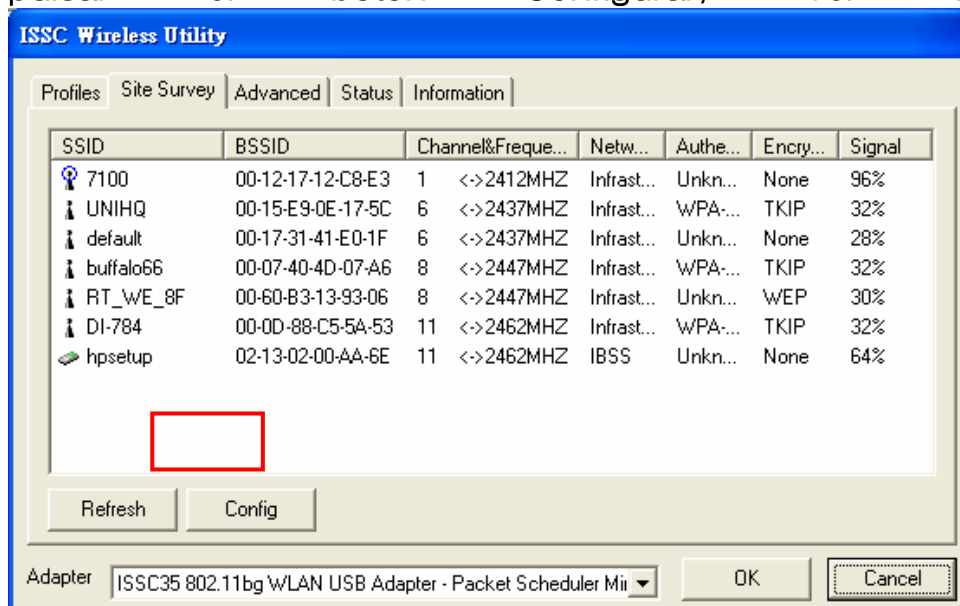 ISSC Wireless Utility
Profiles Site Survey Advanced Status Information
SSID BSSID Channel&Freque... Netw... Authe... Encry... Signal
7100 00-12-17-12-C8-E3 1 <->2412MHZ Infrast... Unkn... None 96%
UNIHQ 00-15-E9-0E-17-5C 6 <->2437MHZ Infrast... WPA-... TKIP 32%
default 00-17-31-41-E0-1F 6 <->2437MHZ Infrast... Unkn... None 28%
buffalo66 00-07-40-4D-07-A6 8 <->2447MHZ Infrast... WPA-... TKIP 32%
RT_WE_8F 00-60-B3-13-93-06 8 <->2447MHZ Infrast... Unkn... WEP 30%
DI-784 00-0D-88-C5-5A-53 11 <->2462MHZ Infrast... WPA-... TKIP 32%
hpsetup 02-13-02-00-AA-6E 11 <->2462MHZ IBSS Unkn... None 64%
Refresh Config
Adapter ISSC35 802.11bg WLAN USB Adapter - Packet Scheduler Mii OK Cancel